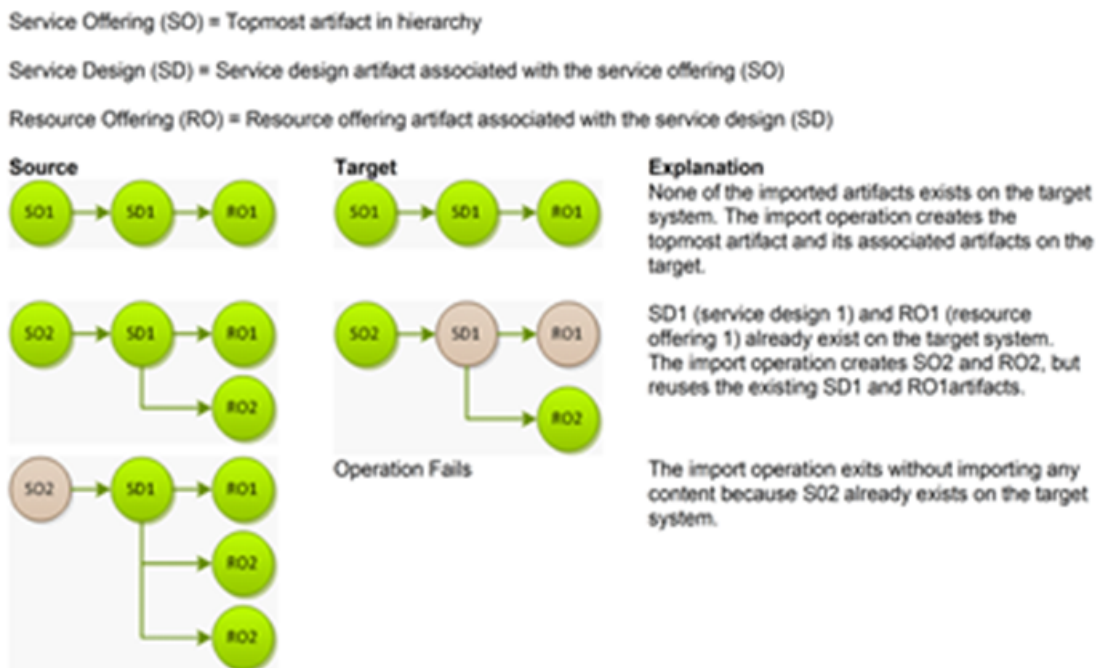 Service Offering (SO) = Topmost artifact in hierarchy
Service Design (SD) = Service design artifact associated with the service offering (SO)
Resource Offering (RO) = Resource offering artifact associated with the service design (SD)
Source
Target
Explanation
SO1
SD1
RO1
SO1
SD1
RO1
None of the imported artifacts exists on the target
system. The import operation creates the
topmost artifact and its associated artifacts on the
target.
SO2
SD1
RO1
RO2
SO2
SD1
RO1
RO2
SD1 (service design 1) and RO1 (resource
offering 1) already exist on the target system.
The import operation creates SO2 and RO2, but
reuses the existing SD1 and RO1artifacts.
SO2
SD1
RO1
RO2
RO2
Operation Fails
The import operation exits without importing any
content because S02 already exists on the target
system.